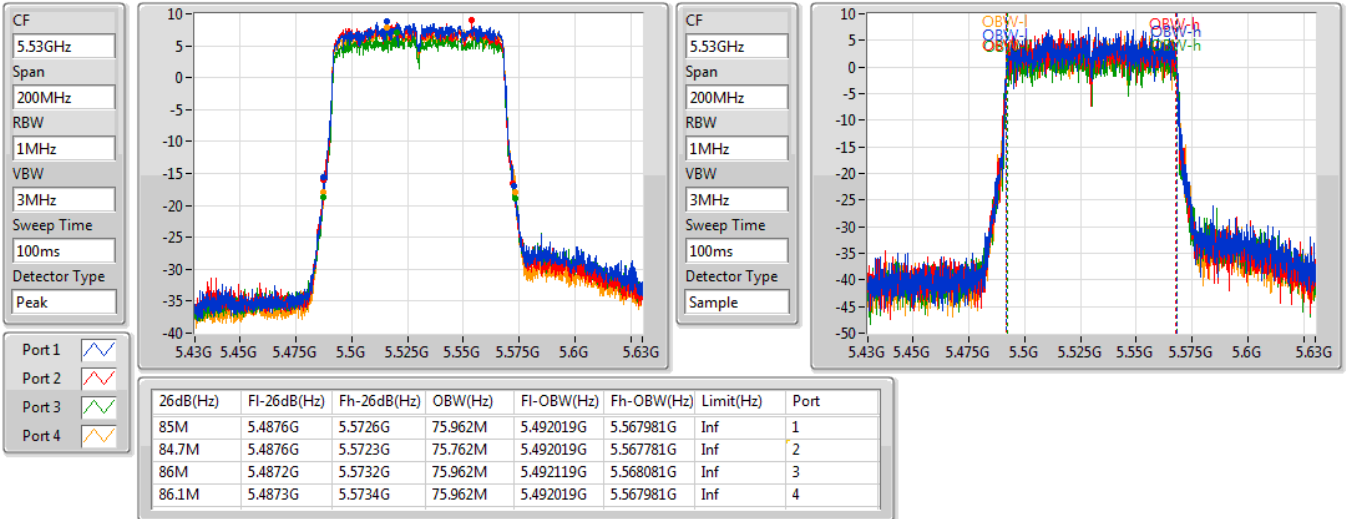 CF
5.53GHz
Span
200MHz
RBW
1MHz
VBW
3MHz
Sweep Time
100ms
Detector Type
Peak
10
5
0
-5
-10
-15
-20
-25
-30
-35
-40
5.43G 5.45G 5.475G 5.5G 5.525G 5.55G 5.575G 5.6G 5.63G
CF
5.53GHz
Span
200MHz
RBW
1MHz
VBW
3MHz
Sweep Time
100ms
Detector Type
Sample
10
5
0
-5
-10
-15
-20
-25
-30
-35
-40
-45
-50
OBW-l OBW-h
OBW-l OBW-h
5.43G 5.45G 5.475G 5.5G 5.525G 5.55G 5.575G 5.6G 5.63G
Port 1
Port 2
Port 3
Port 4
26dB(Hz) Fl-26dB(Hz) Fh-26dB(Hz) OBW(Hz) Fl-OBW(Hz) Fh-OBW(Hz) Limit(Hz) Port
85M 5.4876G 5.5726G 75.962M 5.492019G 5.567981G Inf 1
84.7M 5.4876G 5.5723G 75.762M 5.492019G 5.567781G Inf 2
86M 5.4872G 5.5732G 75.962M 5.492119G 5.568081G Inf 3
86.1M 5.4873G 5.5734G 75.962M 5.492019G 5.567981G Inf 4